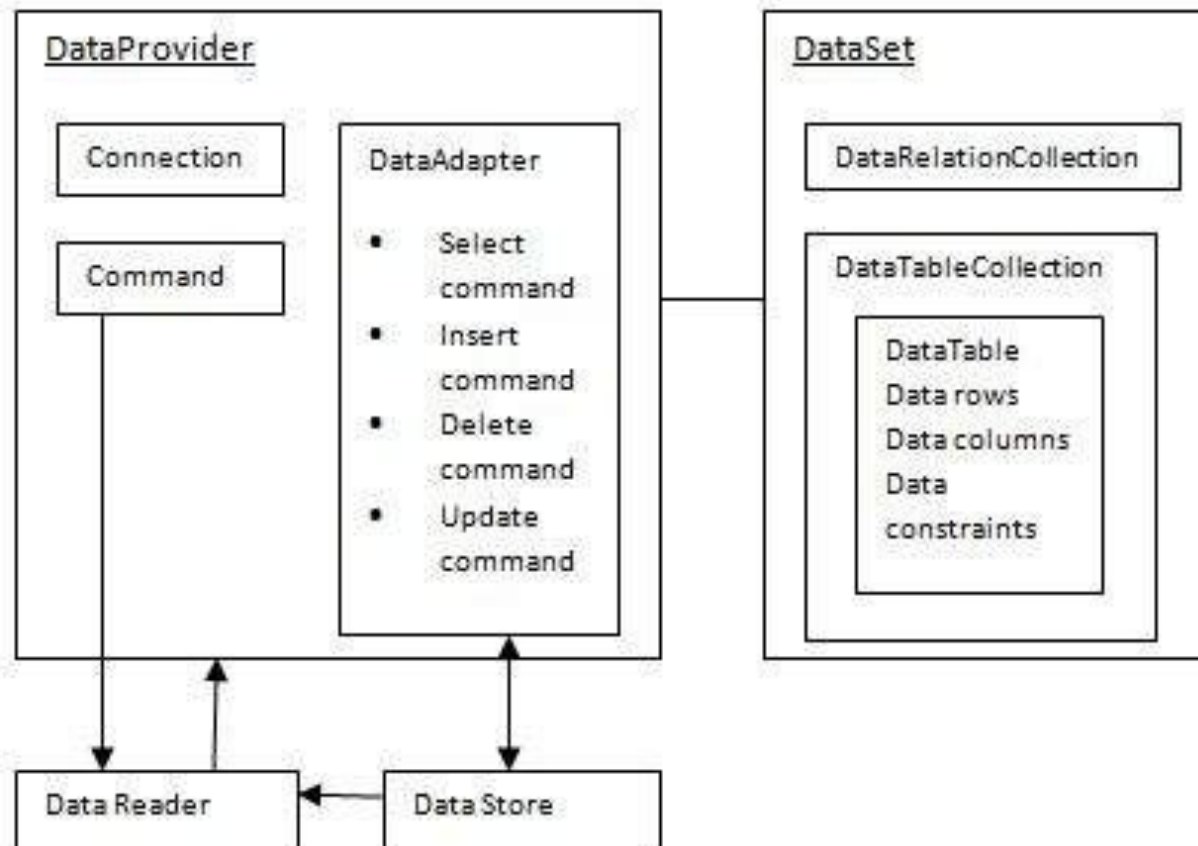 DataProvider
Connection
Command
DataAdapter
• Select
command
• Insert
command
• Delete
command
• Update
command
DataSet
DataRelationCollection
DataTableCollection
DataTable
Data rows
Data columns
Data
constraints
Data Reader
Data Store